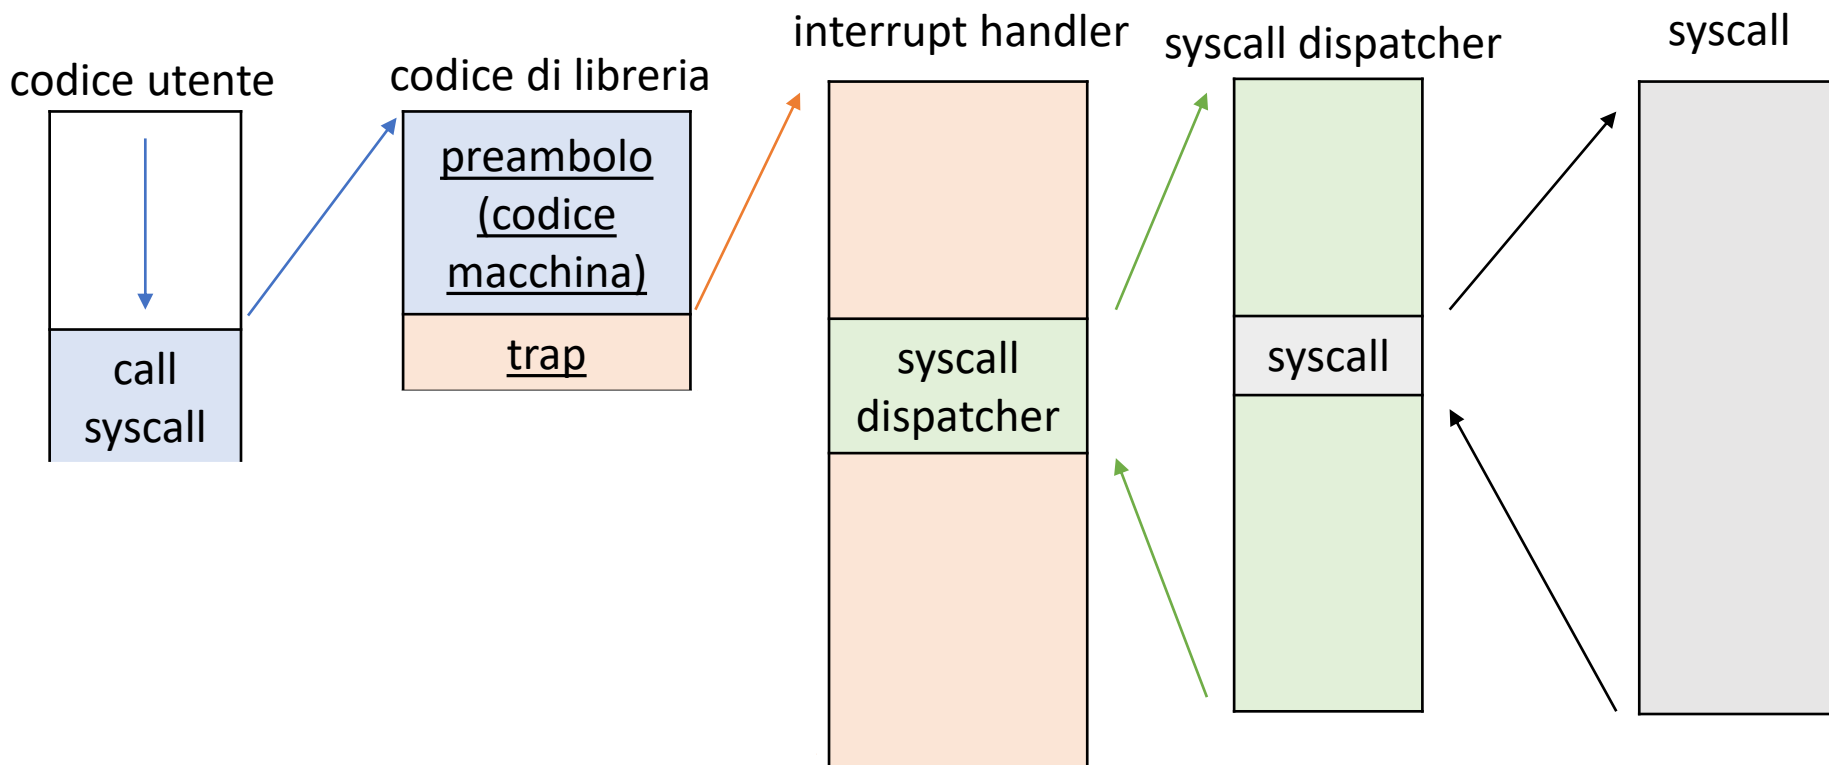 codice utente
call
syscall
codice di libreria
preambolo
(codice
macchina)
trap
interrupt handler
syscall
dispatcher
syscall dispatcher
syscall
syscall